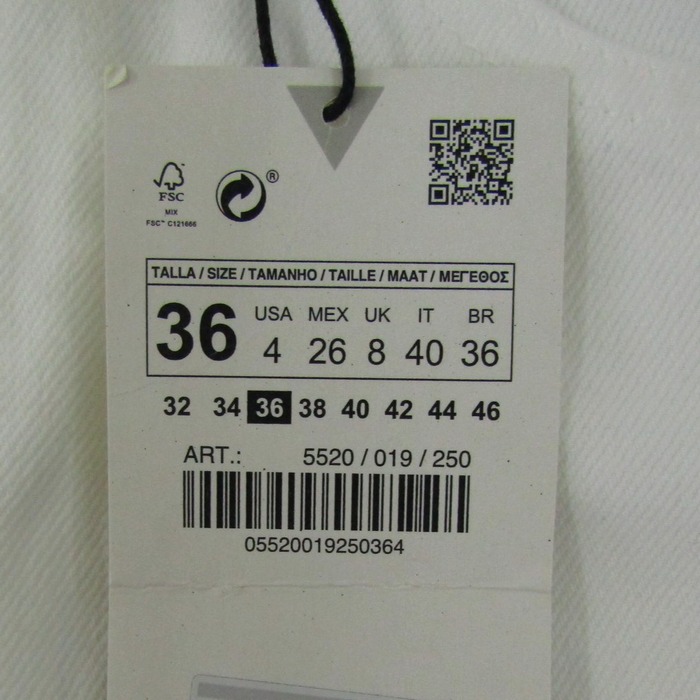 FSC
®
MIX
FSC™ C121666
TALLA / SIZE / TAMANHO / TAILLE / MAAT / ΜΕΓΕΘΟΣ
36 USA MEX UK IT BR
4 26 8 40 36
32 34 36 38 40 42 44 46
ART.: 5520 / 019 / 250
05520019250364